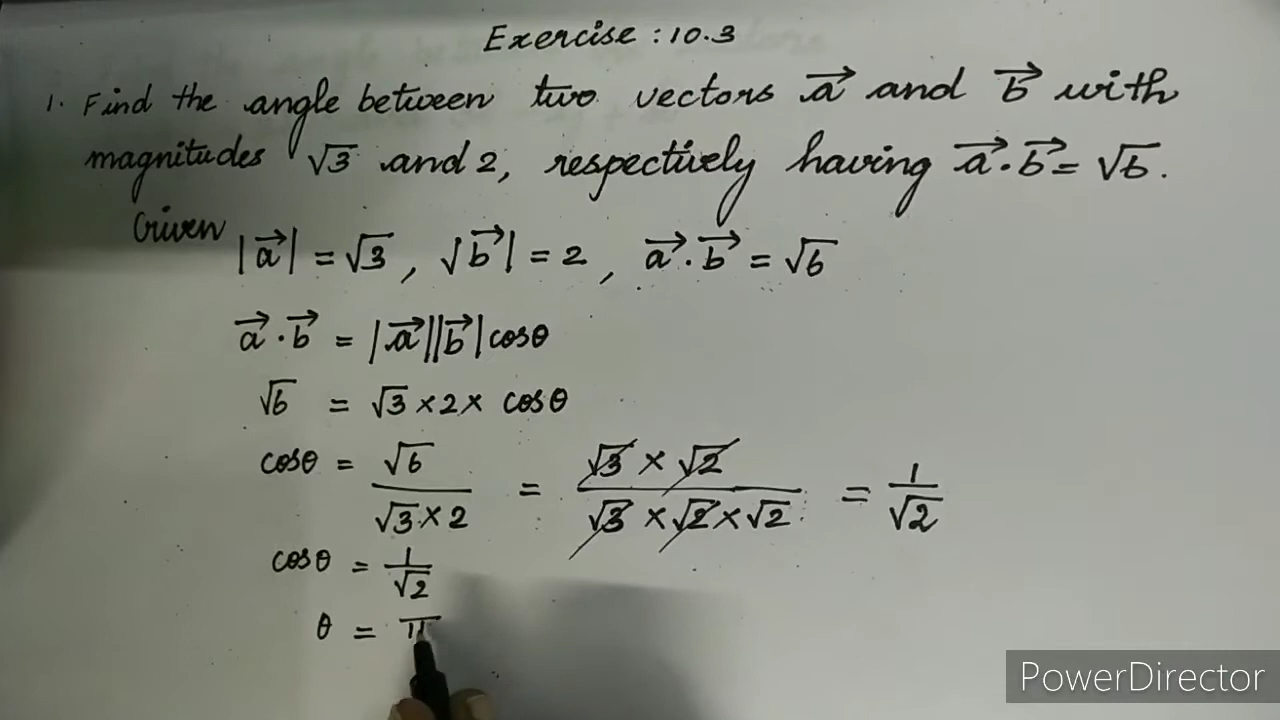 Exercise : 10.3
1. Find the angle between two vectors →a and →b with
magnitudes √3 and 2, respectively having →a·→b = √6.
Given
|→a| = √3, |→b| = 2, →a·→b = √6
→a·→b = |→a||→b| cosθ
√6 = √3 × 2 × cosθ
cosθ = √6 / √3 × 2 = √3 × √2 / √3 × √2 × √2 = 1/√2
cosθ = 1/√2
θ = π
PowerDirector